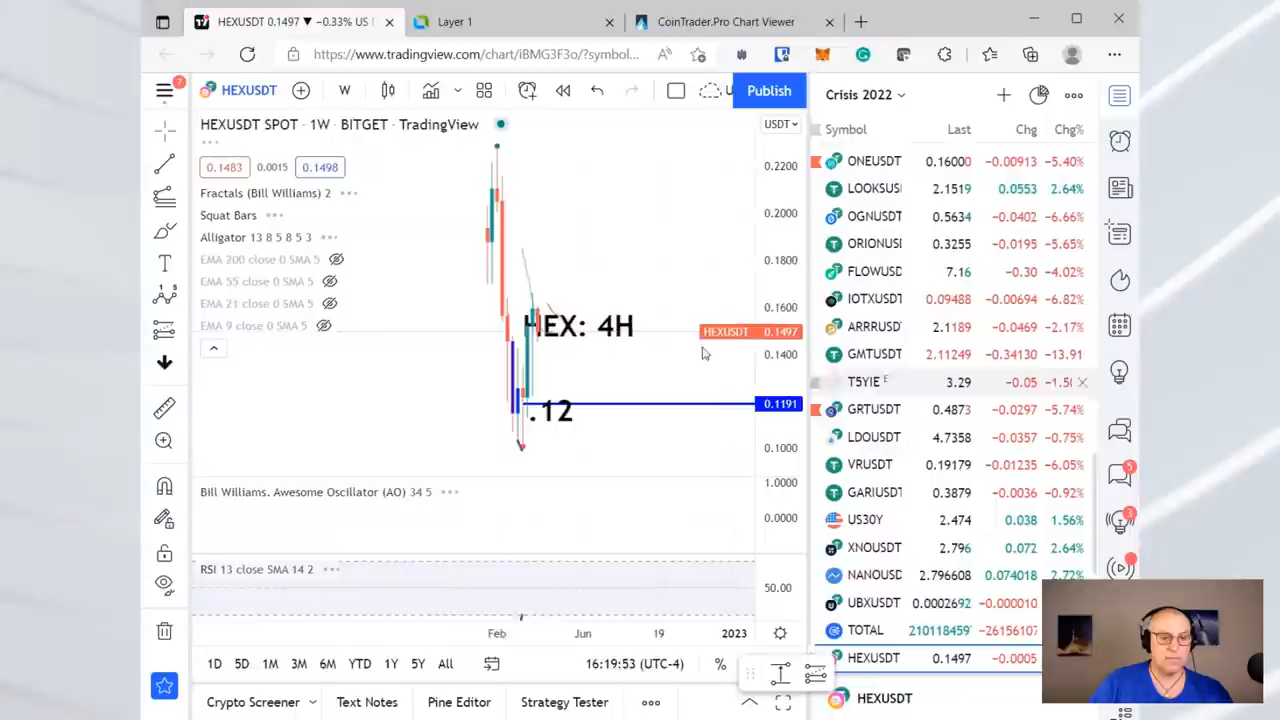 HEXUSDT 0.1497 ▼ −0.33% US
Layer 1
CoinTrader.Pro Chart Viewer
https://www.tradingview.com/chart/iBMG3F3o/?symbol...
7
HEXUSDT
W
Publish
HEXUSDT SPOT · 1W · BITGET · TradingView
USDT
0.1483
0.0015
0.1498
Fractals (Bill Williams) 2
Squat Bars
Alligator 13 8 5 8 5 3
EMA 200 close 0 SMA 5
EMA 55 close 0 SMA 5
EMA 21 close 0 SMA 5
EMA 9 close 0 SMA 5
HEX: 4H
.12
0.2200
0.2000
0.1800
0.1600
HEXUSDT 0.1497
0.1400
0.1191
0.1000
Bill Williams. Awesome Oscillator (AO) 34 5
1.0000
0.0000
RSI 13 close SMA 14 2
50.00
Feb
Jun
19
2023
1D 5D 1M 3M 6M YTD 1Y 5Y All
16:19:53 (UTC-4)
%
Crypto Screener
Text Notes
Pine Editor
Strategy Tester
Crisis 2022
Symbol Last Chg Chg%
ONEUSDT 0.16000 −0.00913 −5.40%
LOOKSUSI 2.1519 0.0553 2.64%
OGNUSDT 0.5634 −0.0402 −6.66%
ORIONUSI 0.3255 −0.0195 −5.65%
FLOWUSD 7.16 −0.30 −4.02%
IOTXUSDT 0.09488 −0.00694 −6.82%
ARRRUSD 2.1189 −0.0469 −2.17%
GMTUSDT 2.11249 −0.34130 −13.91
T5YIE E 3.29 −0.05 −1.50
GRTUSDT 0.4873 −0.0297 −5.74%
LDOUSDT 4.7358 −0.0357 −0.75%
VRUSDT 0.19179 −0.01235 −6.05%
GARIUSDT 0.3879 −0.0036 −0.92%
US30Y 2.474 0.038 1.56%
XNOUSDT 2.796 0.072 2.64%
NANOUSD 2.796608 0.074018 2.72%
UBXUSDT 0.0002692 −0.000010
TOTAL 210118459 −26156107
HEXUSDT 0.1497 −0.0005
HEXUSDT
5
3